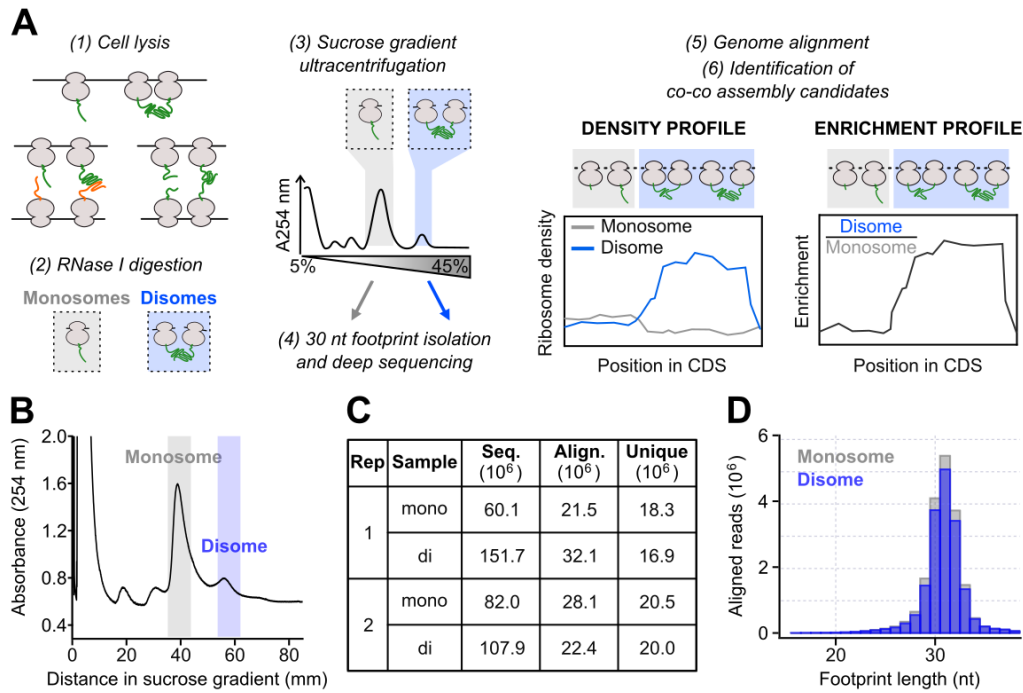 A
(1) Cell lysis
(2) RNase I digestion
Monosomes Disomes
(3) Sucrose gradient
ultracentrifugation
A254 nm
5% 45%
(4) 30 nt footprint isolation
and deep sequencing
(5) Genome alignment
(6) Identification of
co-co assembly candidates
DENSITY PROFILE
Monosome
Disome
Ribosome density
Position in CDS
ENRICHMENT PROFILE
Disome
Monosome
Enrichment
Position in CDS
B
2.0
1.6
1.2
0.8
0.4
Absorbance (254 nm)
Monosome
Disome
0 20 40 60 80
Distance in sucrose gradient (mm)
C
Rep Sample Seq. (10⁶) Align. (10⁶) Unique (10⁶)
1 mono 60.1 21.5 18.3
di 151.7 32.1 16.9
2 mono 82.0 28.1 20.5
di 107.9 22.4 20.0
D
Monosome
Disome
6
4
2
0
Aligned reads (10⁶)
20 30
Footprint length (nt)